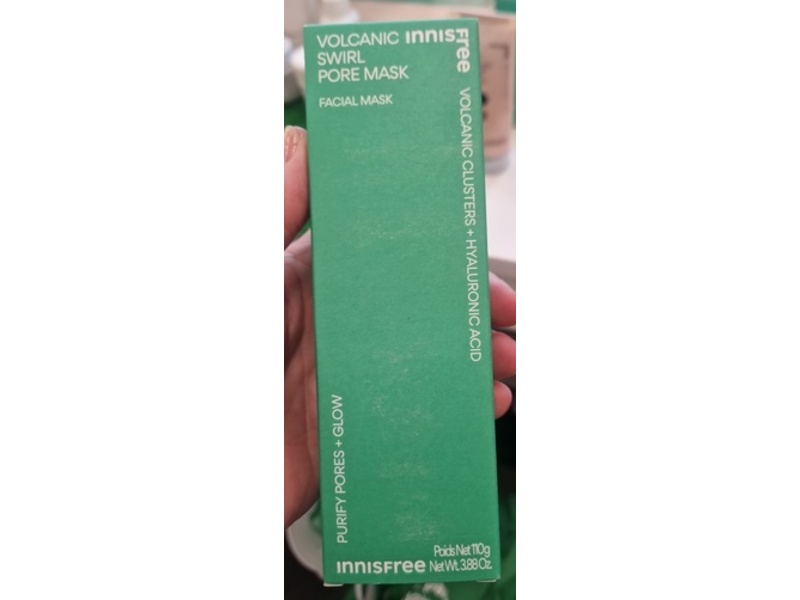 VOLCANIC
SWIRL
PORE MASK
FACIAL MASK
INNISFree
VOLCANIC CLUSTERS + HYALURONIC ACID
PURIFY PORES + GLOW
INNISFree
Poids Net 110g
Net Wt. 3.88 Oz.